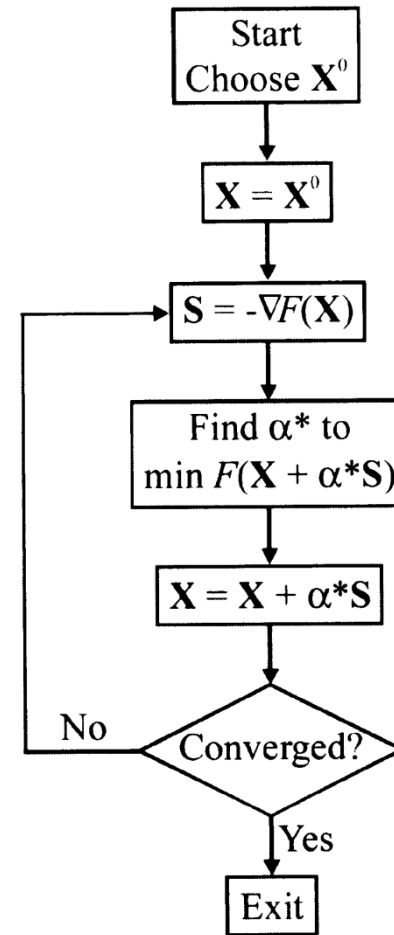 Start
Choose X⁰
X = X⁰
S = -∇F(X)
Find α* to
min F(X + α*S)
X = X + α*S
No
Converged?
Yes
Exit